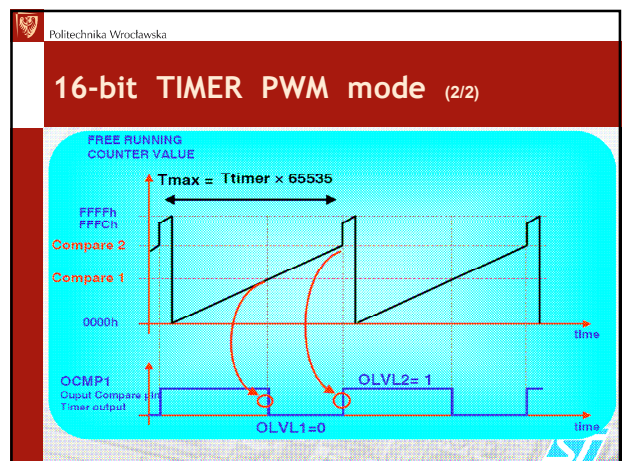 Politechnika Wrocławska
16-bit TIMER PWM mode (2/2)
FREE RUNNING
COUNTER VALUE
Tmax = Ttimer × 65535
FFFFh
FFFCh
Compare 2
Compare 1
0000h
time
OCMP1
Ouput Compare pin
Timer output
OLVL2= 1
OLVL1=0
time
ST